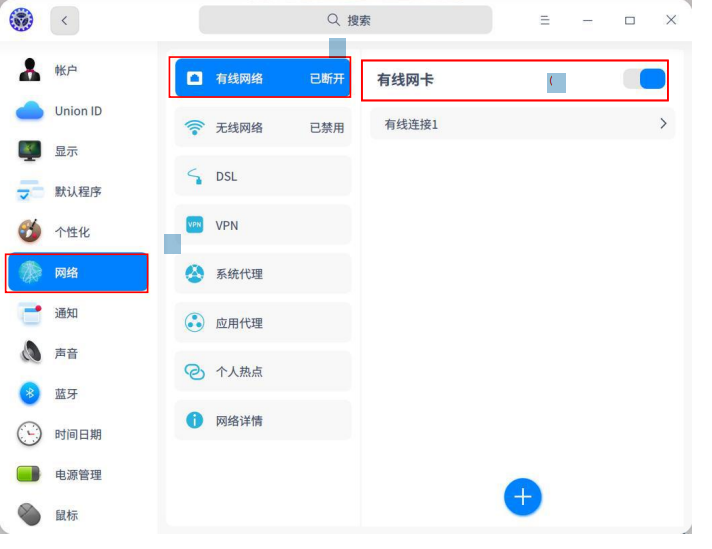 搜索
帐户
Union ID
显示
默认程序
个性化
网络
通知
声音
蓝牙
时间日期
电源管理
鼠标
有线网络 已断开
无线网络 已禁用
DSL
VPN VPN
系统代理
应用代理
个人热点
网络详情
有线网卡 (
有线连接1